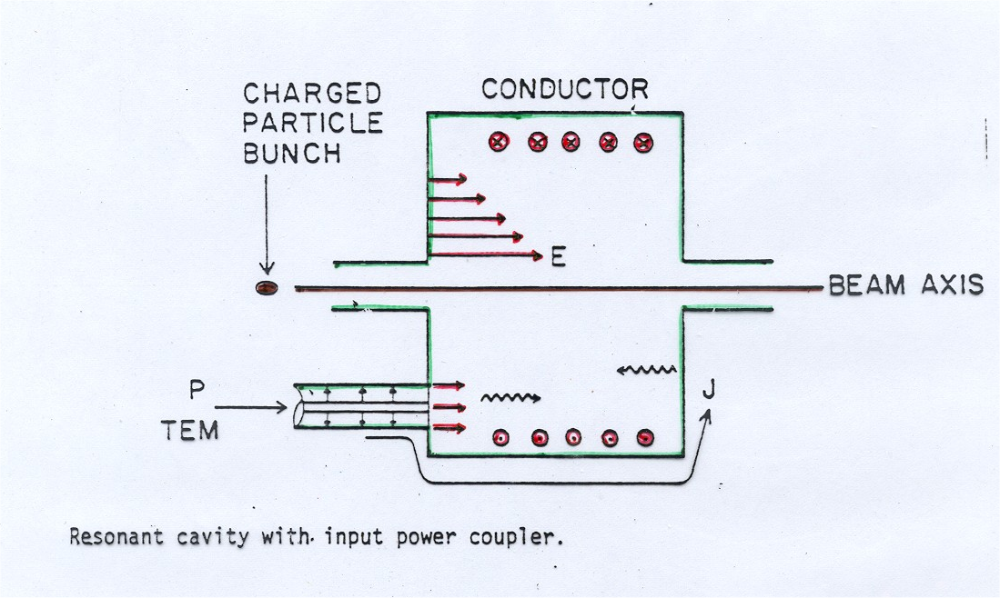 CHARGED
PARTICLE
BUNCH
CONDUCTOR
E
BEAM AXIS
P
TEM
J
Resonant cavity with input power coupler.